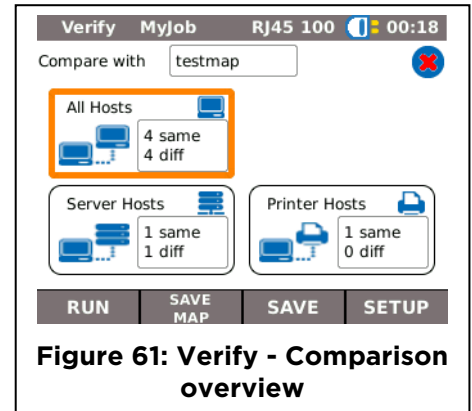 Verify MyJob RJ45 100 00:18
Compare with testmap
All Hosts
4 same
4 diff
Server Hosts
1 same
1 diff
Printer Hosts
1 same
0 diff
RUN SAVE MAP SAVE SETUP
Figure 61: Verify - Comparison
overview